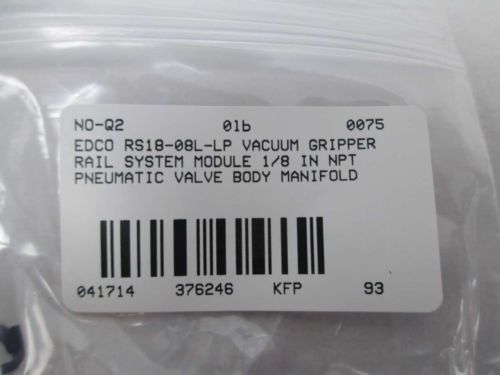 NO-Q2 01b 0075
EDCO RS18-08L-LP VACUUM GRIPPER
RAIL SYSTEM MODULE 1/8 IN NPT
PNEUMATIC VALVE BODY MANIFOLD
041714 376246 KFP 93